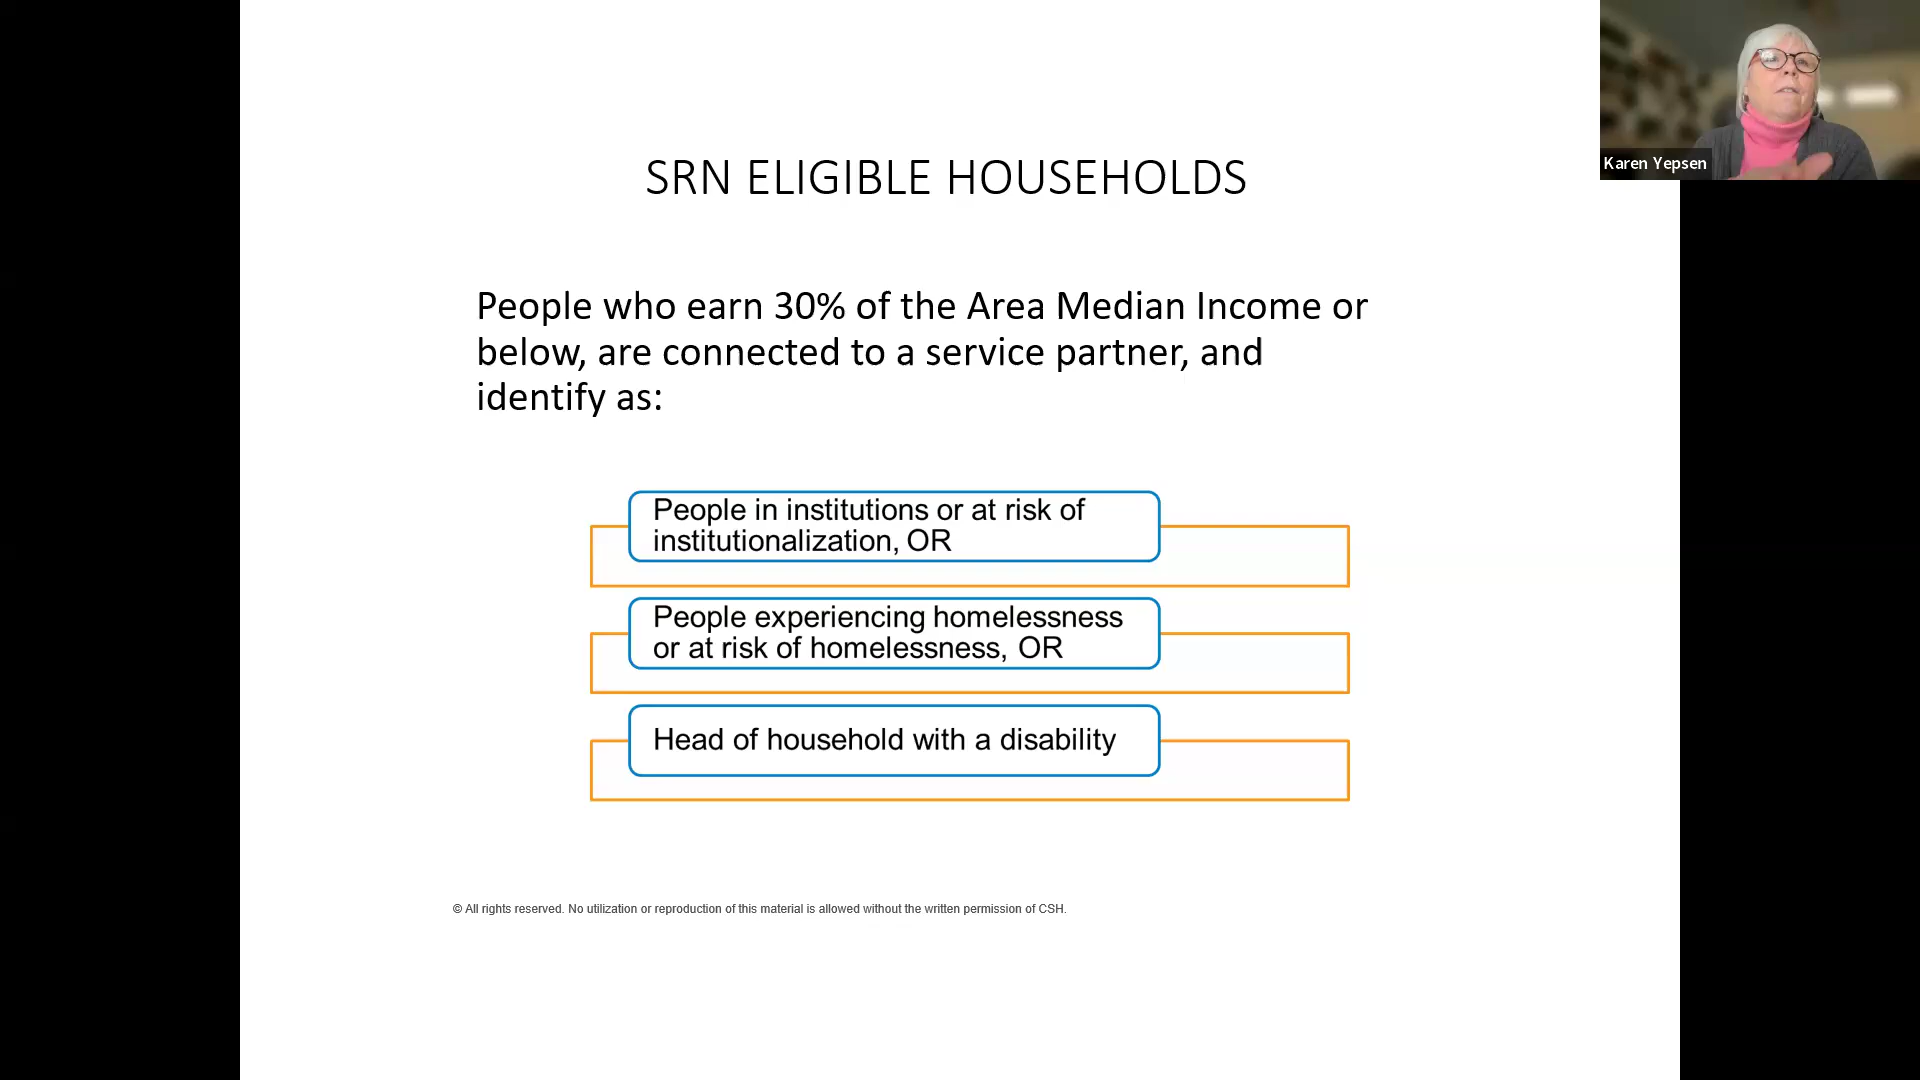 SRN ELIGIBLE HOUSEHOLDS
Karen Yepsen
People who earn 30% of the Area Median Income or
below, are connected to a service partner, and
identify as:
People in institutions or at risk of
institutionalization, OR
People experiencing homelessness
or at risk of homelessness, OR
Head of household with a disability
© All rights reserved. No utilization or reproduction of this material is allowed without the written permission of CSH.